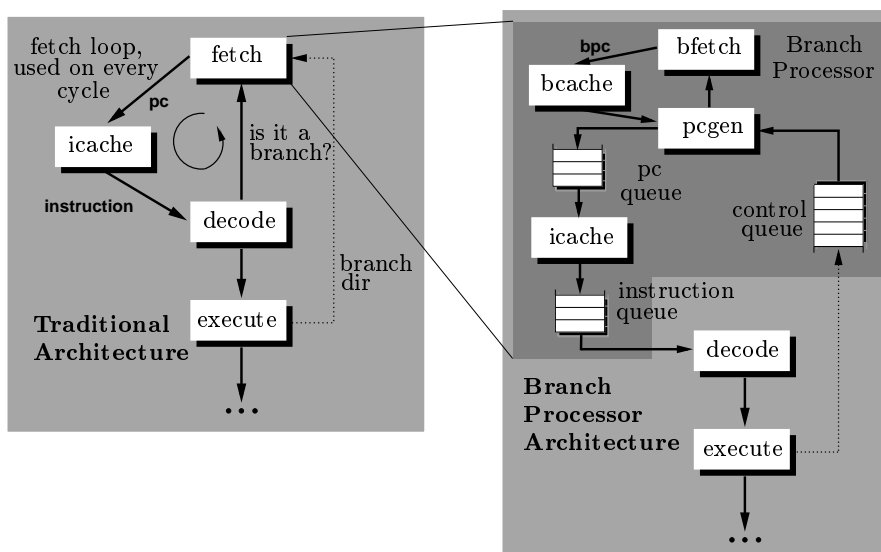 fetch loop,
used on every
cycle
fetch
pc
icache
is it a
branch?
instruction
decode
branch
dir
execute
Traditional
Architecture
...
bpc
bfetch
Branch
Processor
bcache
pcgen
pc
queue
control
queue
icache
instruction
queue
decode
Branch
Processor
Architecture
execute
...